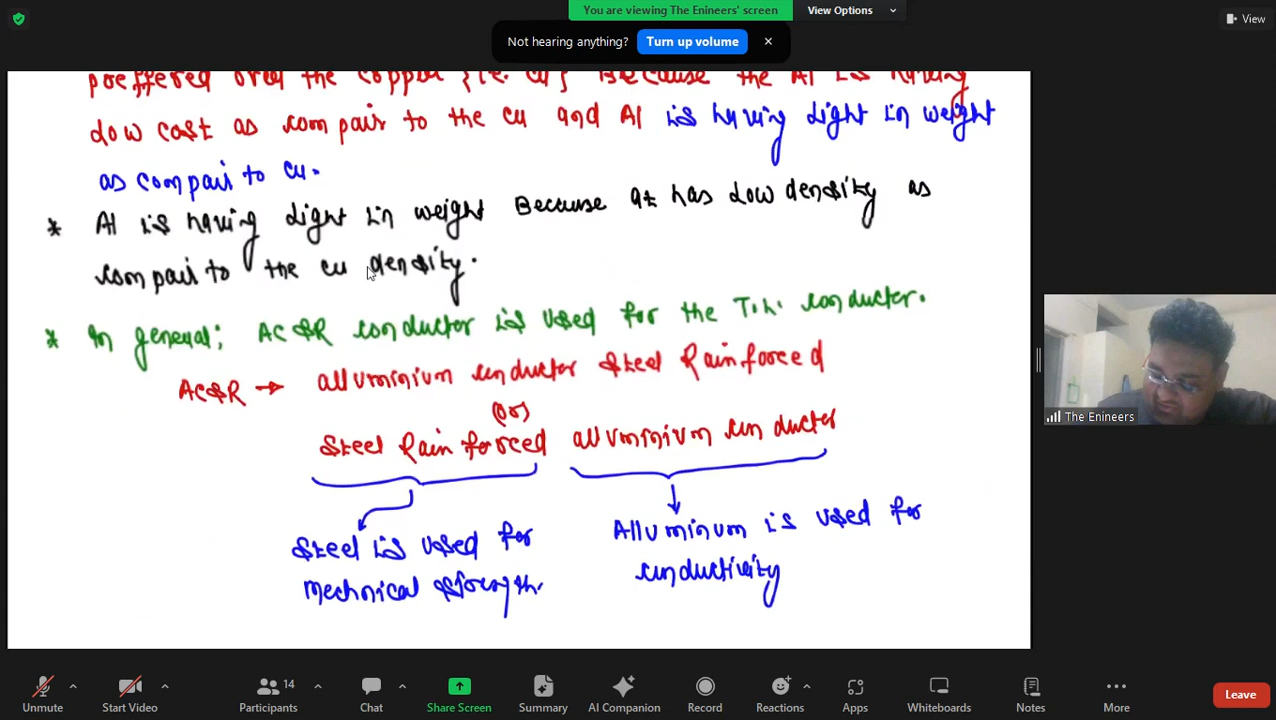 You are viewing The Enineers' screen
View Options
View
Not hearing anything?
Turn up volume
preffered over the copper {i.e. cu} Because the Al is having
Low cost as compair to the cu and Al is having Light in weight
as compair to cu.
* Al is having Light in weight Because it has Low density as
compair to the cu density.
* In general; ACSR conductor is used for the T.L. conductor.
ACSR → alluminium conductor steel Rainforced
(or)
Steel Rainforced alluminium conductor
Steel is used for
Mechnical strength.
Alluminum is used for
conductivity
The Enineers
Unmute
Start Video
14
Participants
Chat
Share Screen
Summary
AI Companion
Record
Reactions
Apps
Whiteboards
Notes
More
Leave